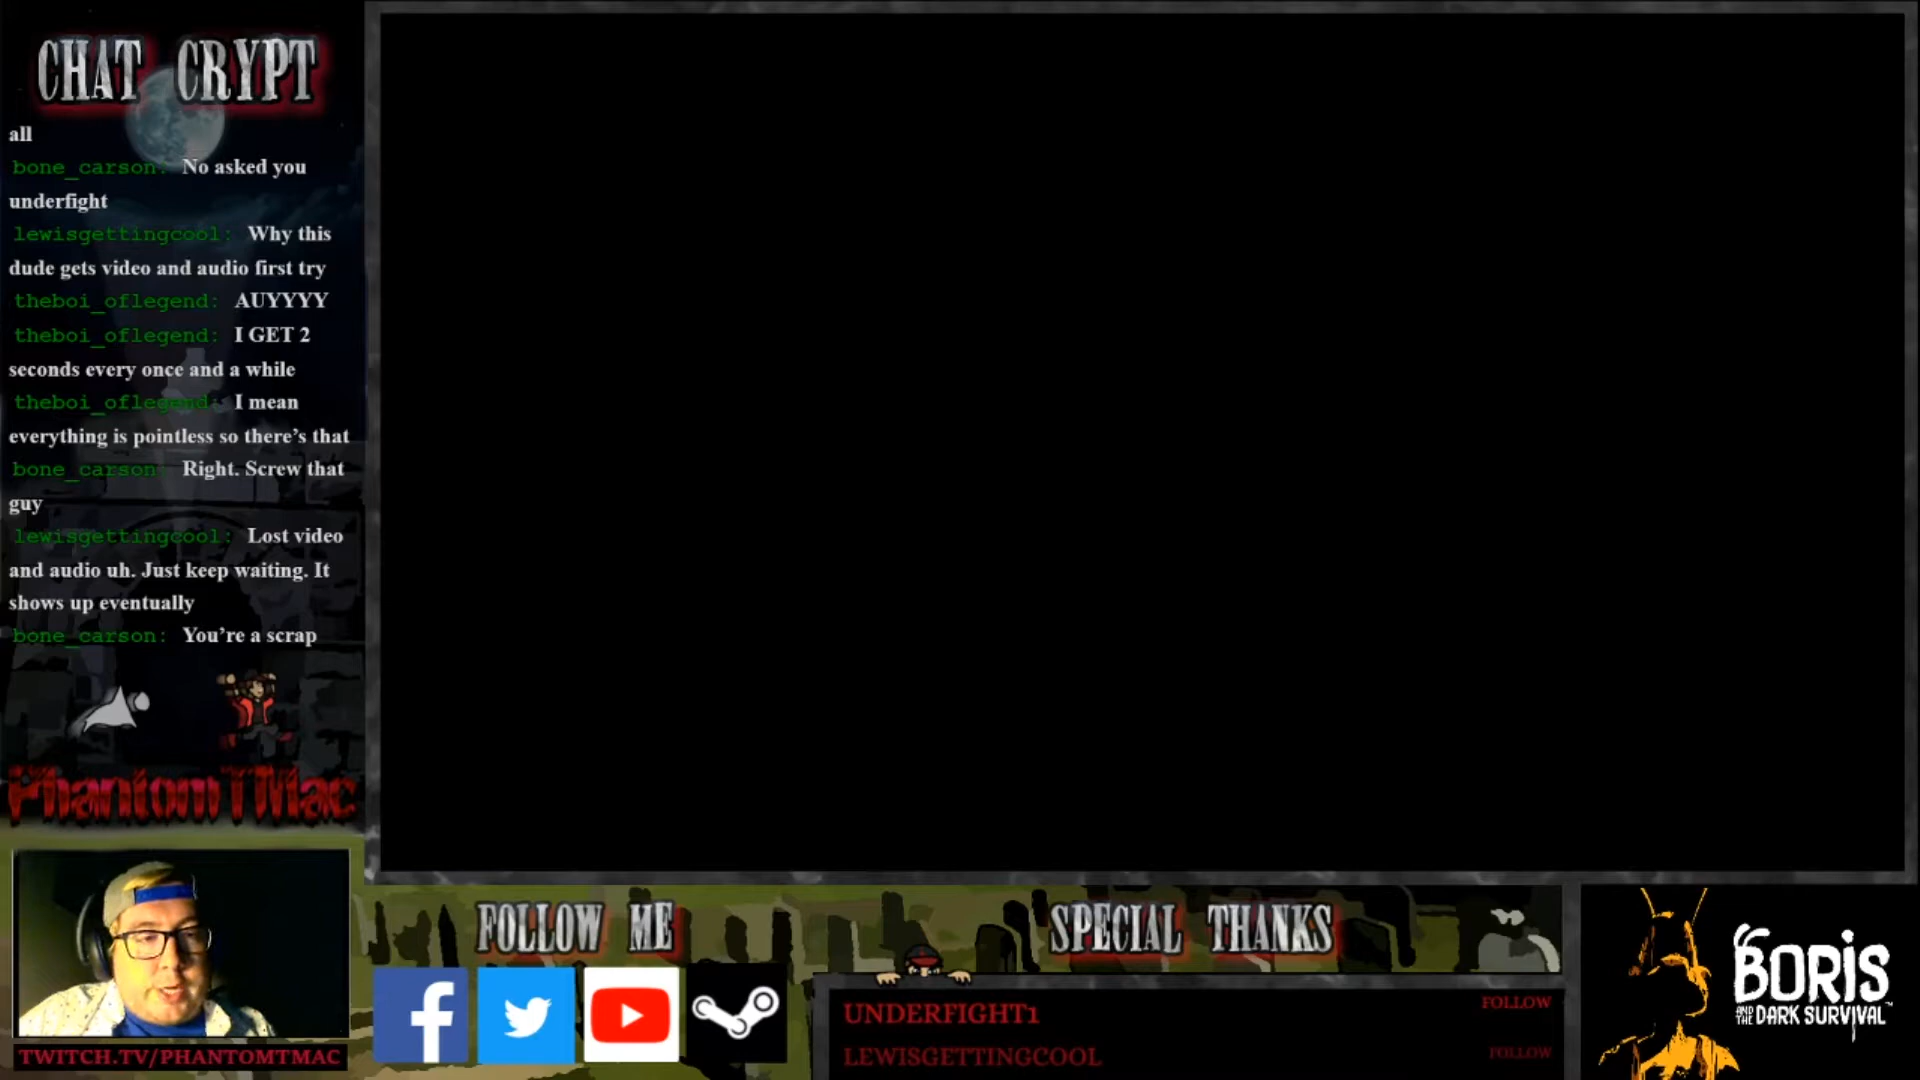 CHAT CRYPT
all
bone_carson: No asked you
underfight
lewisgettingcool: Why this
dude gets video and audio first try
theboi_oflegend: AUYYYY
theboi_oflegend: I GET 2
seconds every once and a while
theboi_oflegend: I mean
everything is pointless so there's that
bone_carson: Right. Screw that
guy
lewisgettingcool: Lost video
and audio uh. Just keep waiting. It
shows up eventually
bone_carson: You're a scrap
PhantomTMac
TWITCH.TV/PHANTOMTMAC
FOLLOW ME
SPECIAL THANKS
UNDERFIGHT1 FOLLOW
LEWISGETTINGCOOL FOLLOW
BORIS
AND THE DARK SURVIVAL™